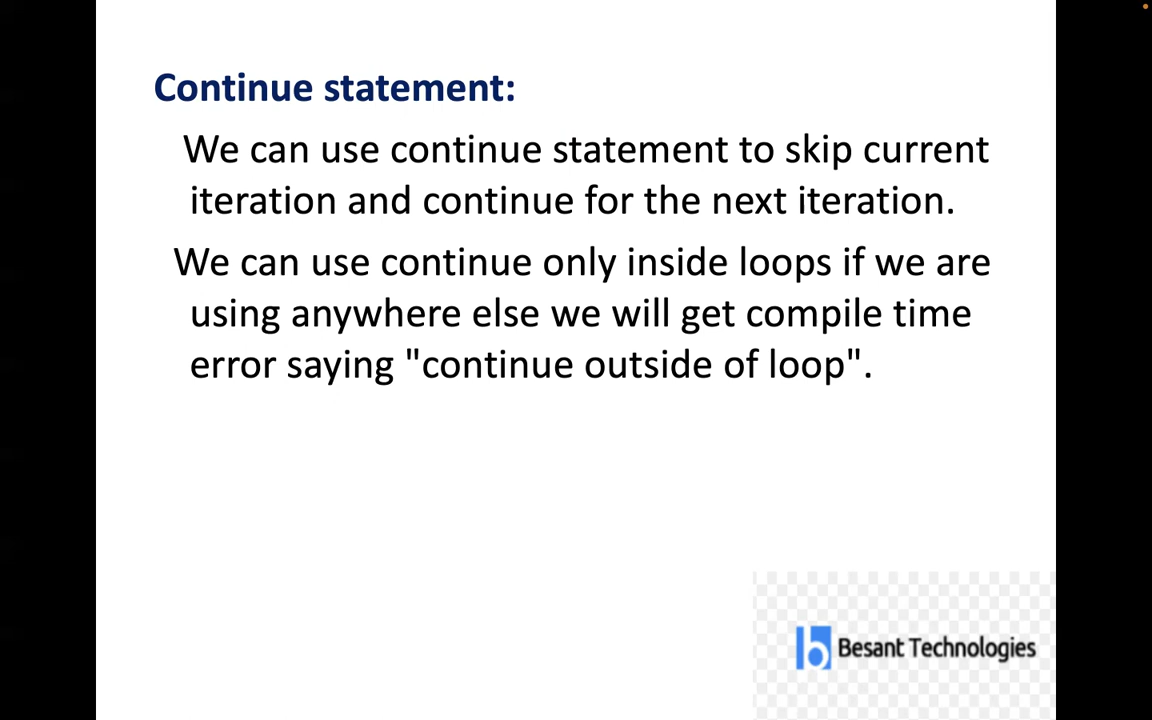 Continue statement:
We can use continue statement to skip current
iteration and continue for the next iteration.
We can use continue only inside loops if we are
using anywhere else we will get compile time
error saying "continue outside of loop".
Besant Technologies